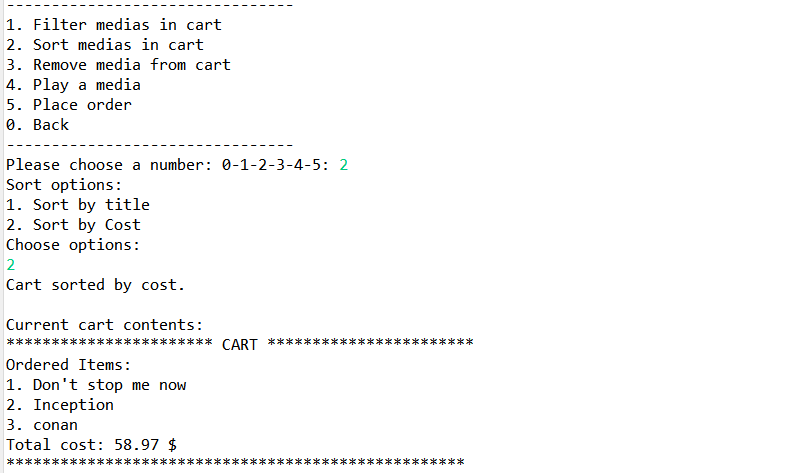 --------------------------------
1. Filter medias in cart
2. Sort medias in cart
3. Remove media from cart
4. Play a media
5. Place order
0. Back
--------------------------------
Please choose a number: 0-1-2-3-4-5: 2
Sort options:
1. Sort by title
2. Sort by Cost
Choose options:
2
Cart sorted by cost.

Current cart contents:
*********************** CART ***********************
Ordered Items:
1. Don't stop me now
2. Inception
3. conan
Total cost: 58.97 $
***************************************************